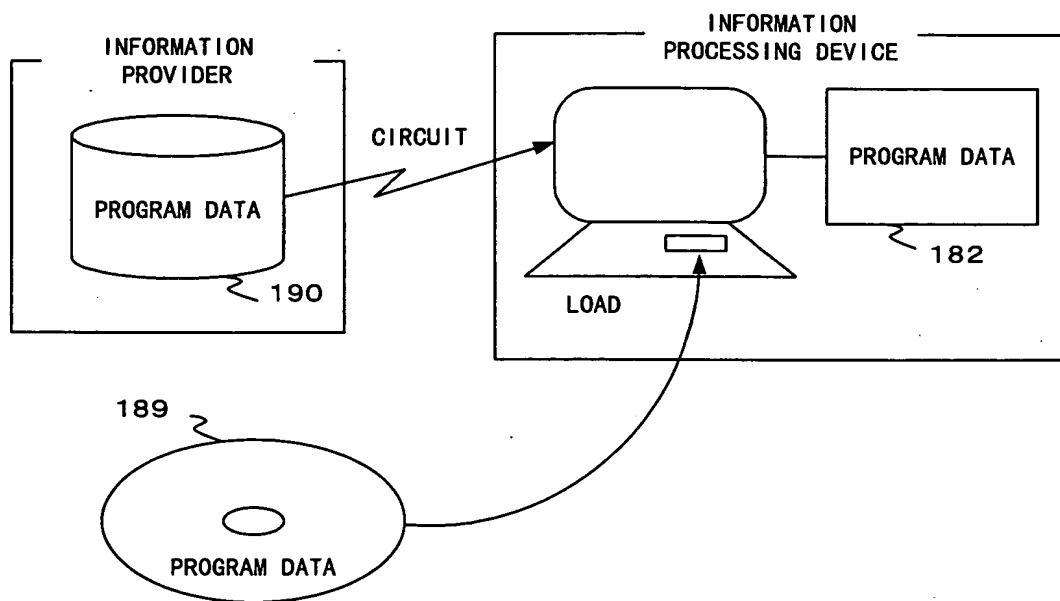 INFORMATION
PROVIDER
PROGRAM DATA
190
CIRCUIT
INFORMATION
PROCESSING DEVICE
PROGRAM DATA
182
LOAD
189
PROGRAM DATA